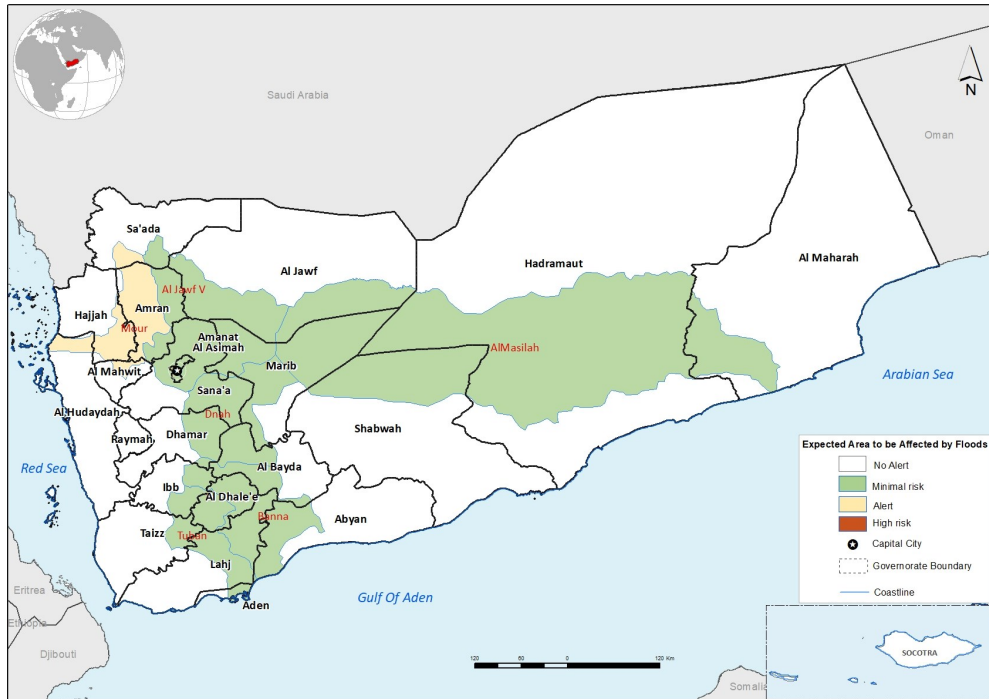 N
Saudi Arabia
Oman
Sa'ada
Al Jawf
Hadramaut
Al Maharah
Al Jawf V
Amran
Hajjah
Mour
Amanat
Al Asimah
AlMasilah
Marib
Al Mahwit
Arabian Sea
Sana'a
Al Hudaydah
Dnah
Shabwah
Raymah
Dhamar
Red Sea
Al Bayda
Ibb
Al Dhale'e
Banna
Abyan
Taizz
Tuban
Lahj
Aden
Gulf Of Aden
Eritrea
Ethiopia
Djibouti
Somalia
Expected Area to be Affected by Floods
No Alert
Minimal risk
Alert
High risk
Capital City
Governorate Boundary
Coastline
120 60 0 120 Km
SOCOTRA